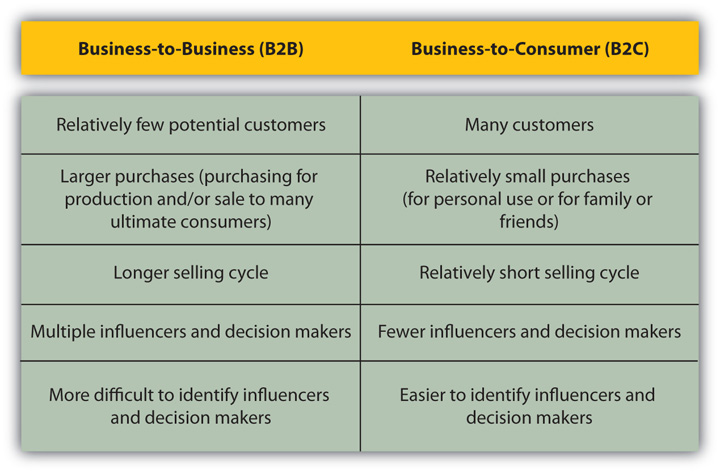 Business-to-Business (B2B)
Business-to-Consumer (B2C)
Relatively few potential customers
Many customers
Larger purchases (purchasing for
production and/or sale to many
ultimate consumers)
Relatively small purchases
(for personal use or for family or
friends)
Longer selling cycle
Relatively short selling cycle
Multiple influencers and decision makers
Fewer influencers and decision makers
More difficult to identify influencers
and decision makers
Easier to identify influencers and
decision makers